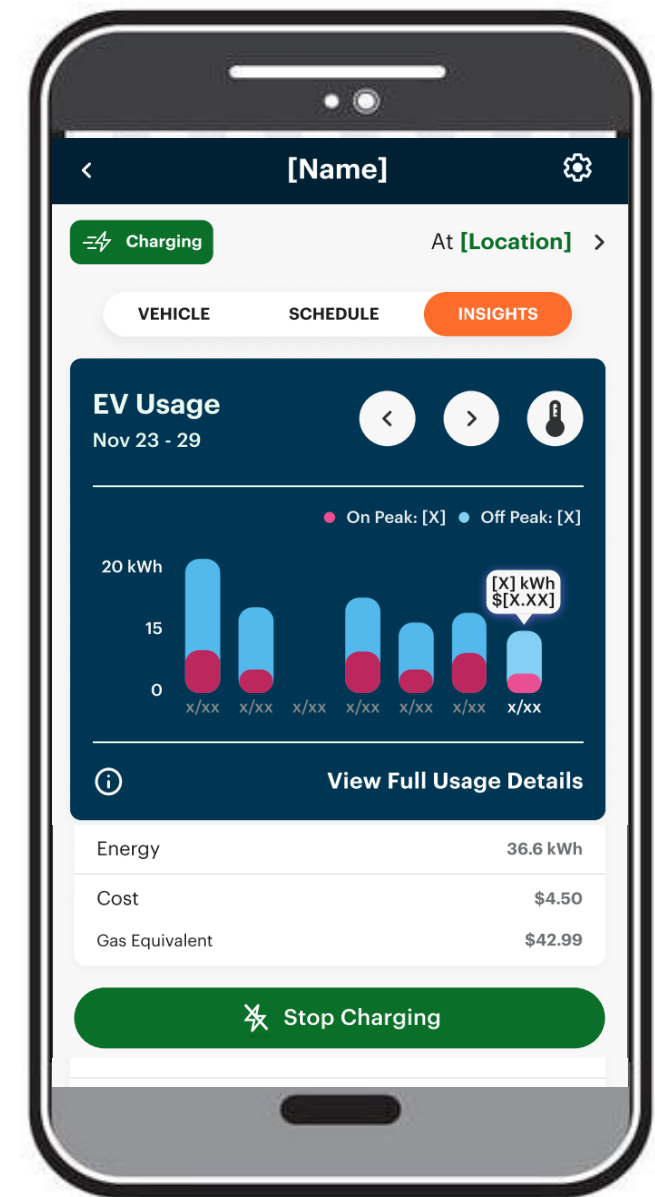 [Name]
Charging
At [Location]
VEHICLE SCHEDULE INSIGHTS
EV Usage
Nov 23 - 29
On Peak: [X] Off Peak: [X]
20 kWh
[X] kWh
$[X.XX]
15
0
x/xx x/xx x/xx x/xx x/xx x/xx x/xx
View Full Usage Details
Energy 36.6 kWh
Cost $4.50
Gas Equivalent $42.99
Stop Charging